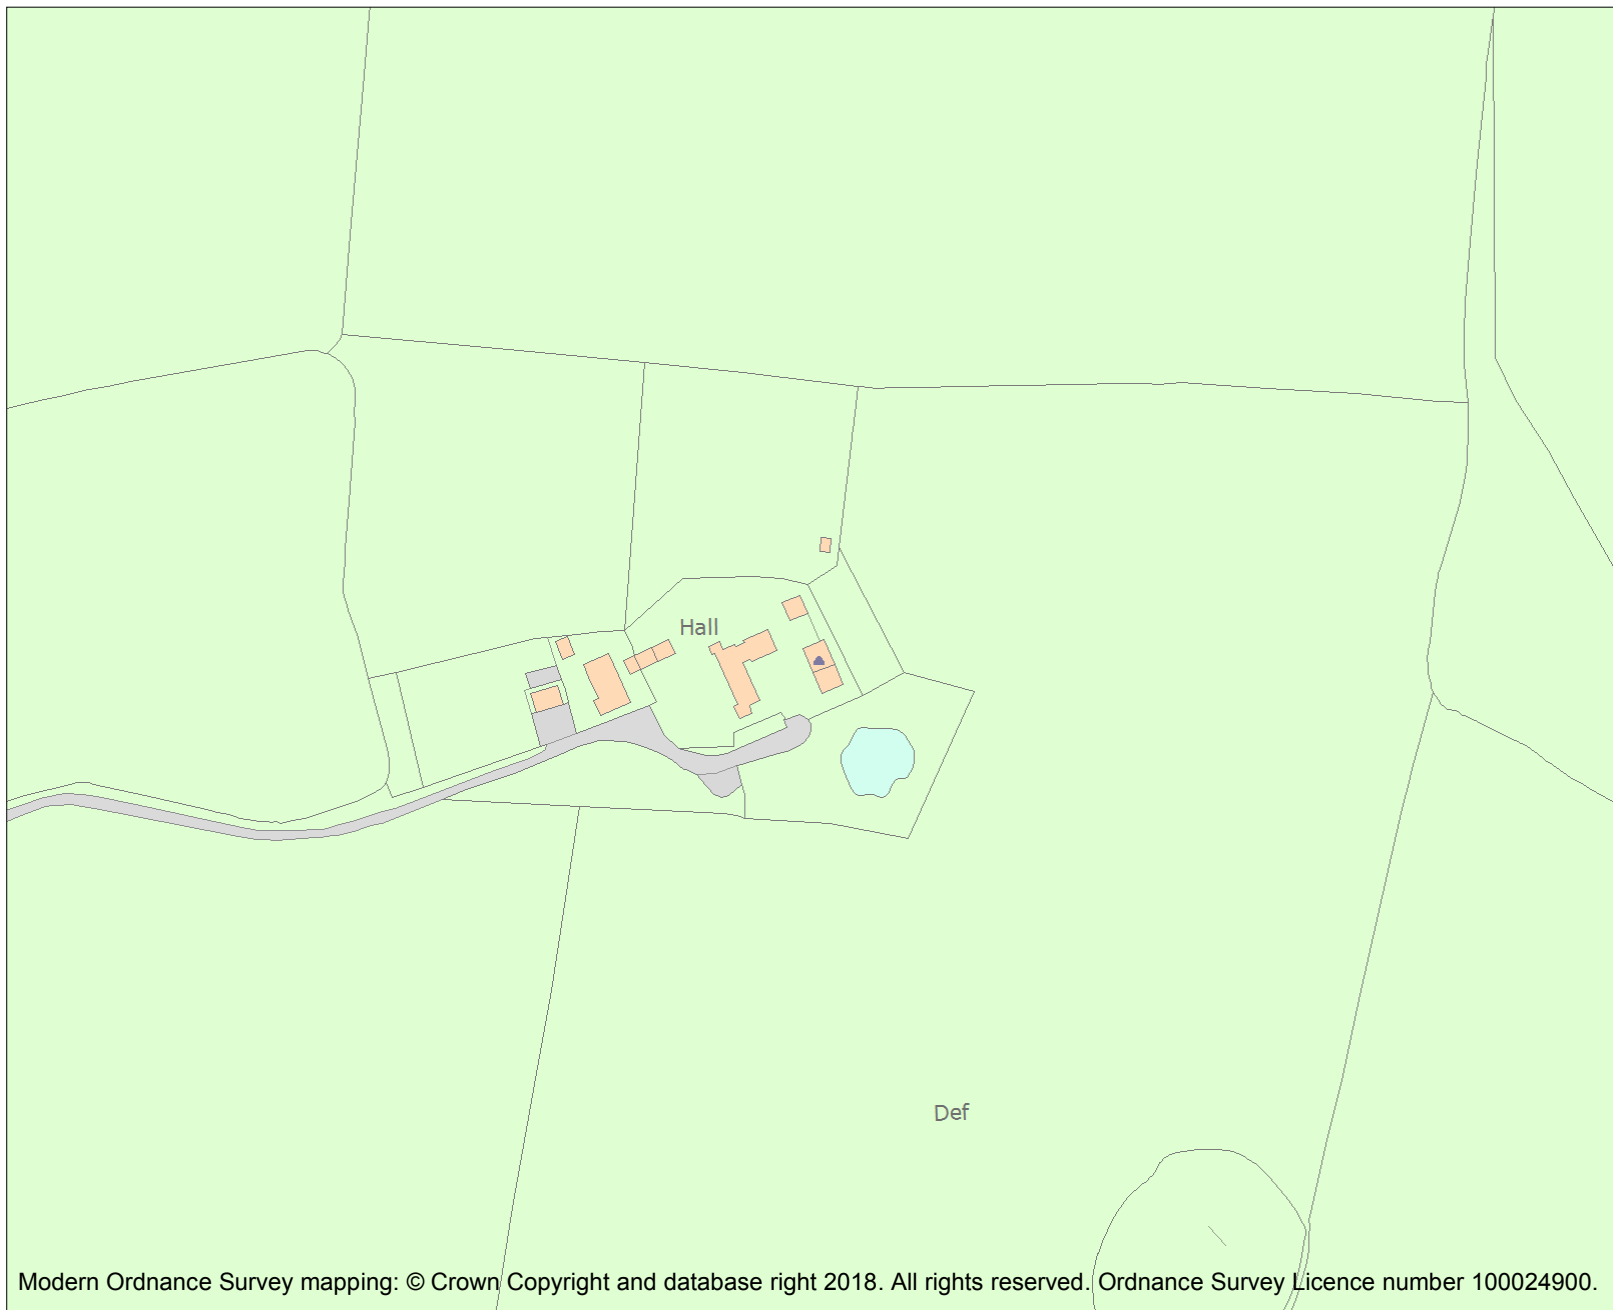 Hall
Def
Modern Ordnance Survey mapping: © Crown Copyright and database right 2018. All rights reserved. Ordnance Survey Licence number 100024900.